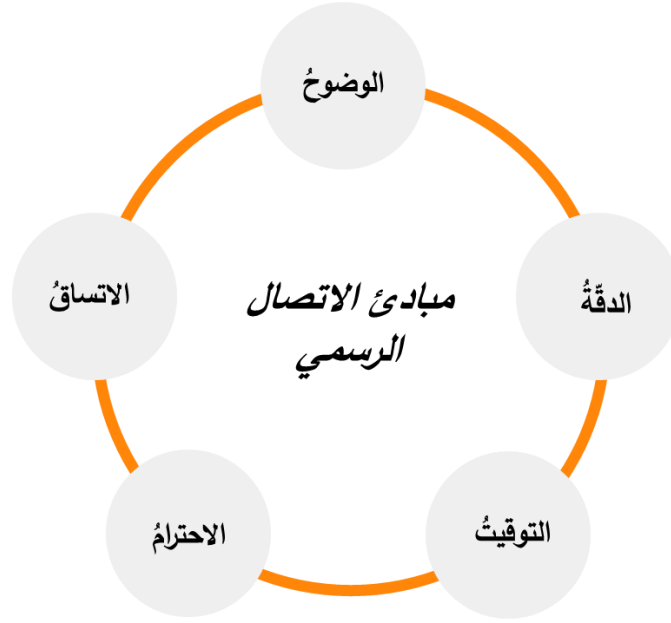 الوضوحُ
الدقّةُ
التوقيتُ
الاحترامُ
الاتساقُ
مبادئ الاتصال
الرسمي